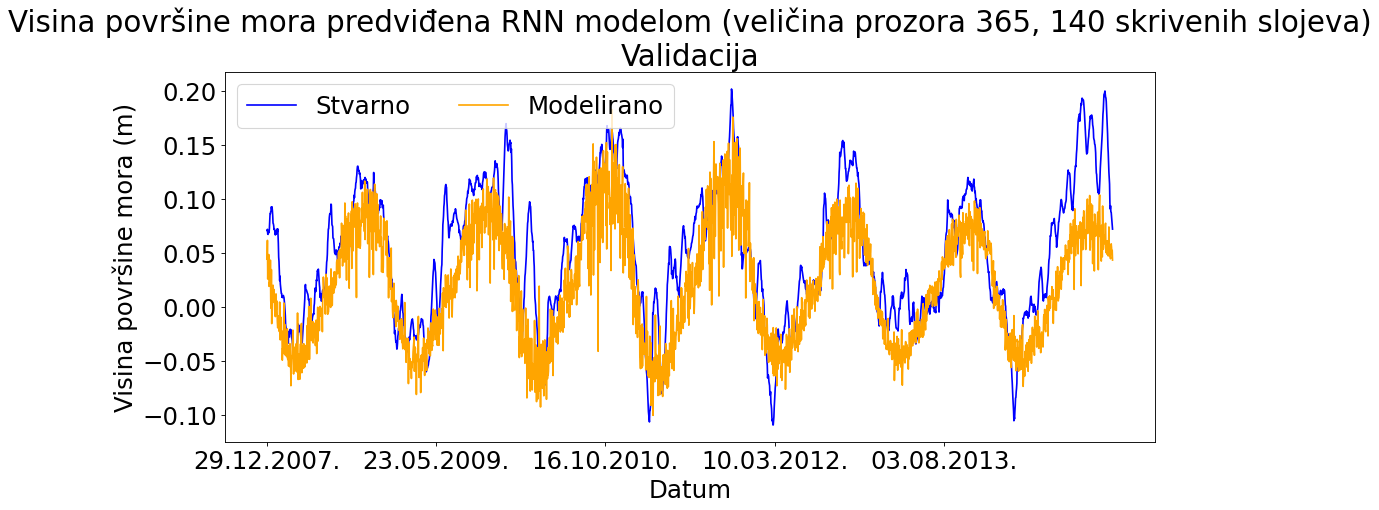 Visina površine mora predviđena RNN modelom (veličina prozora 365, 140 skrivenih slojeva)
Validacija
Stvarno Modelirano
Visina površine mora (m)
0.20
0.15
0.10
0.05
0.00
−0.05
−0.10
29.12.2007. 23.05.2009. 16.10.2010. 10.03.2012. 03.08.2013.
Datum